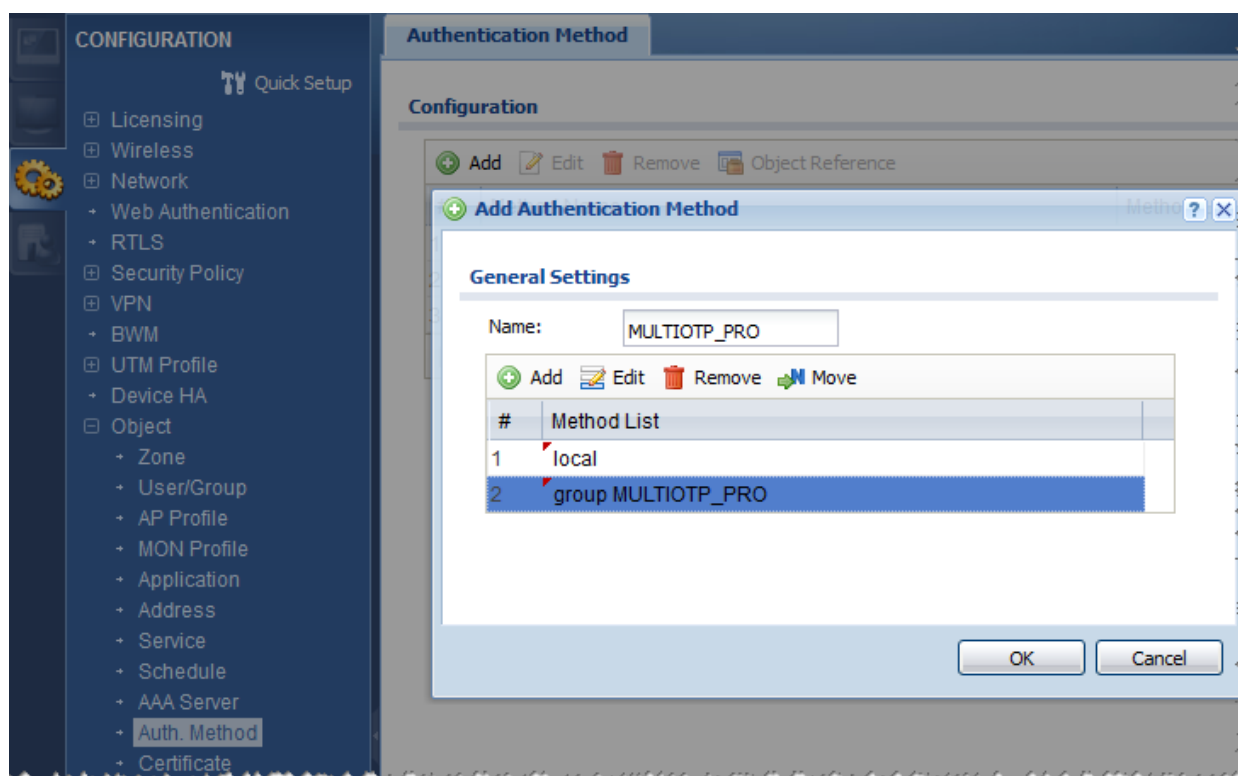 CONFIGURATION
Quick Setup
Licensing
Wireless
Network
Web Authentication
RTLS
Security Policy
VPN
BWM
UTM Profile
Device HA
Object
Zone
User/Group
AP Profile
MON Profile
Application
Address
Service
Schedule
AAA Server
Auth. Method
Certificate
Authentication Method
Configuration
Add Edit Remove Object Reference
Add Authentication Method
General Settings
Name: MULTIOTP_PRO
Add Edit Remove Move
# Method List
1 local
2 group MULTIOTP_PRO
OK Cancel